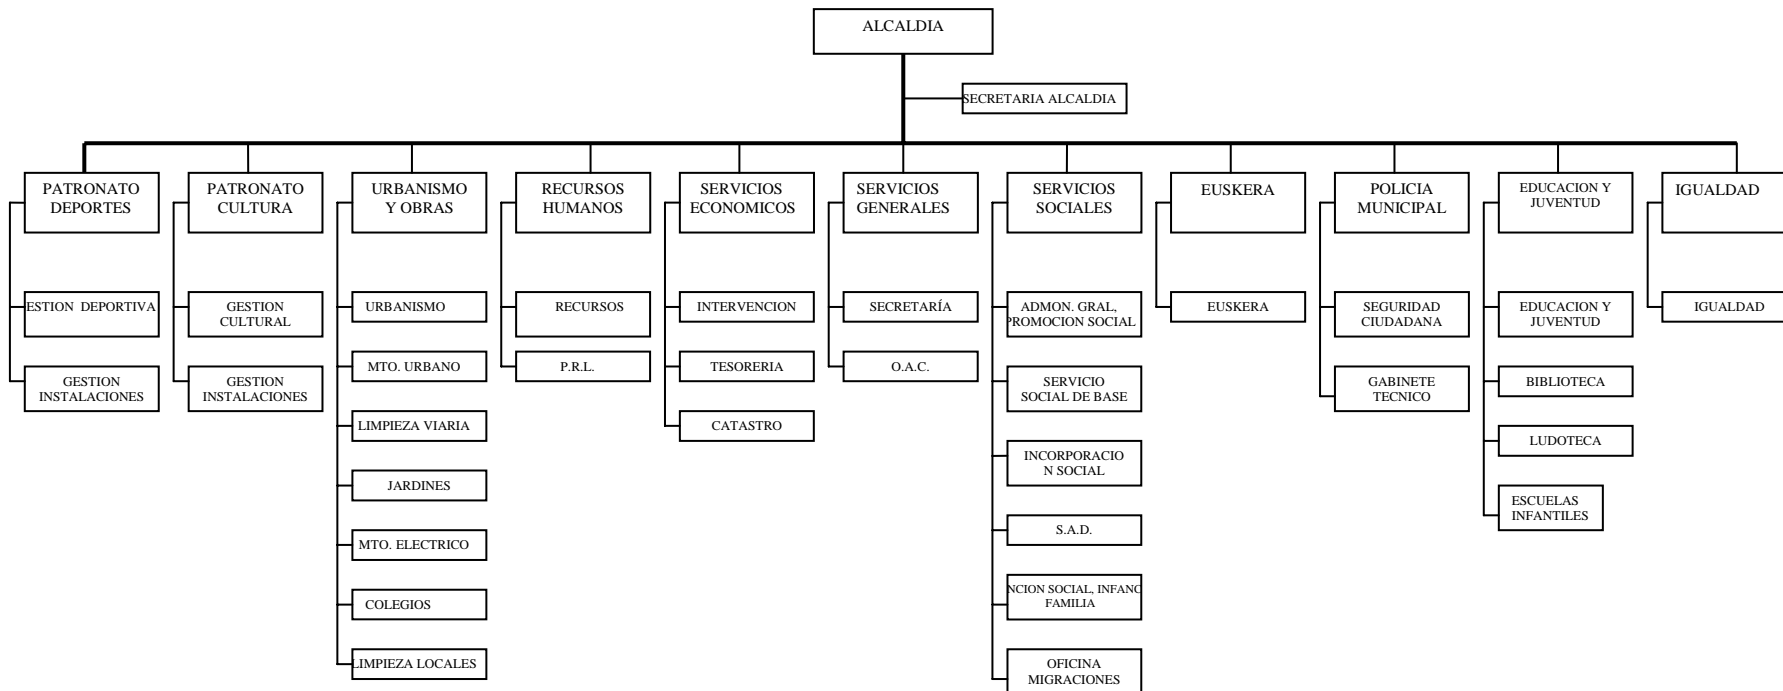 ALCALDIA
SECRETARIA ALCALDIA
PATRONATO
DEPORTES
PATRONATO
CULTURA
URBANISMO
Y OBRAS
RECURSOS
HUMANOS
SERVICIOS
ECONOMICOS
SERVICIOS
GENERALES
SERVICIOS
SOCIALES
EUSKERA
POLICIA
MUNICIPAL
EDUCACION Y
JUVENTUD
IGUALDAD
ESTION DEPORTIVA
GESTION
INSTALACIONES
GESTION
CULTURAL
GESTION
INSTALACIONES
URBANISMO
MTO. URBANO
LIMPIEZA VIARIA
JARDINES
MTO. ELECTRICO
COLEGIOS
LIMPIEZA LOCALES
RECURSOS
P.R.L.
INTERVENCION
TESORERIA
CATASTRO
SECRETARÍA
O.A.C.
ADMON. GRAL,
PROMOCION SOCIAL
SERVICIO
SOCIAL DE BASE
INCORPORACIO
N SOCIAL
S.A.D.
NCION SOCIAL, INFANC
FAMILIA
OFICINA
MIGRACIONES
EUSKERA
SEGURIDAD
CIUDADANA
GABINETE
TECNICO
EDUCACION Y
JUVENTUD
BIBLIOTECA
LUDOTECA
ESCUELAS
INFANTILES
IGUALDAD